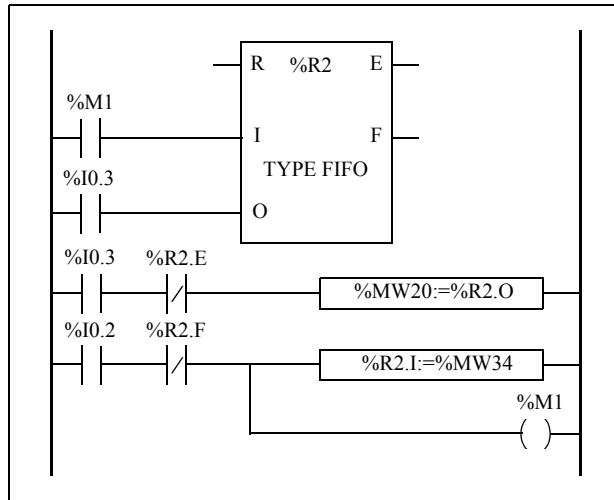 R %R2 E
%M1
I F
TYPE FIFO
%I0.3
O
%I0.3 %R2.E
%MW20:=%R2.O
%I0.2 %R2.F
%R2.I:=%MW34
%M1